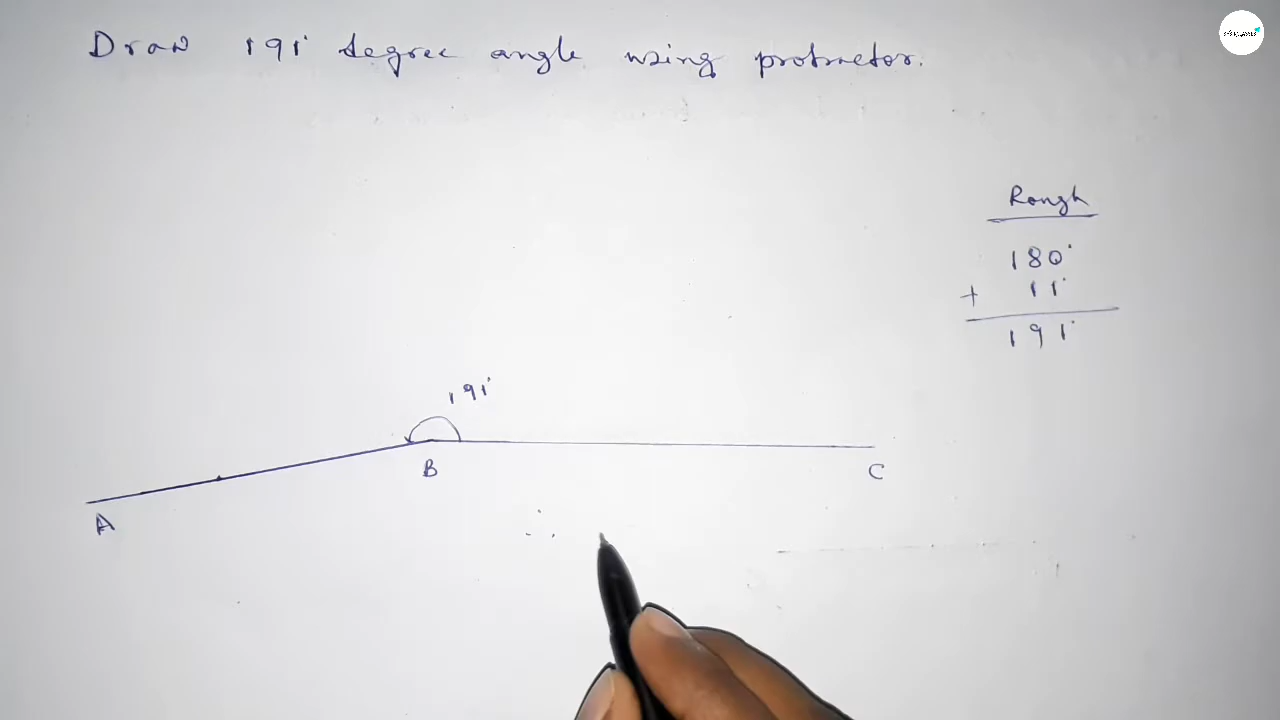 Draw 191° degree angle using protractor.
Rough
180°
+ 11°
191°
191°
B
C
A
∴